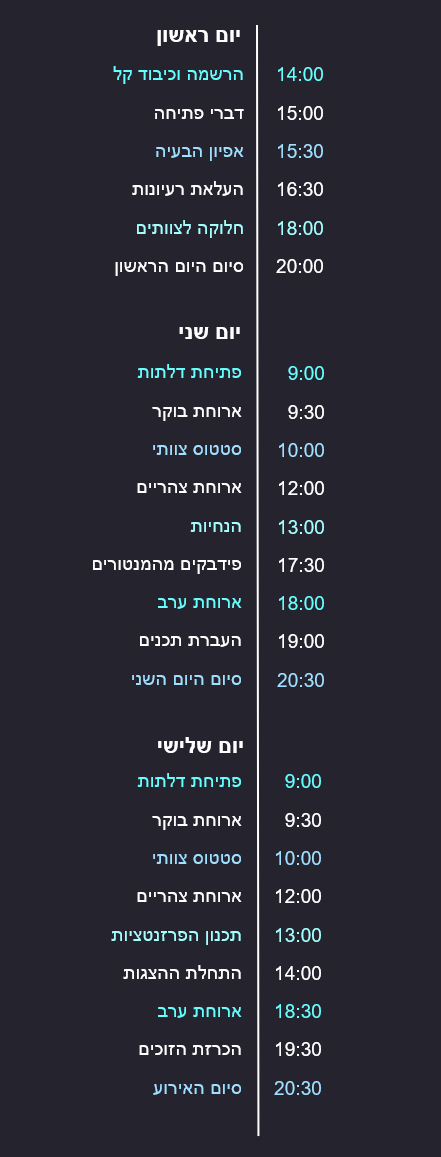 יום ראשון
14:00 הרשמה וכיבוד קל
15:00 דברי פתיחה
15:30 אפיון הבעיה
16:30 העלאת רעיונות
18:00 חלוקה לצוותים
20:00 סיום היום הראשון
יום שני
9:00 פתיחת דלתות
9:30 ארוחת בוקר
10:00 סטטוס צוותי
12:00 ארוחת צהריים
13:00 הנחיות
17:30 פידבקים מהמנטורים
18:00 ארוחת ערב
19:00 העברת תכנים
20:30 סיום היום השני
יום שלישי
9:00 פתיחת דלתות
9:30 ארוחת בוקר
10:00 סטטוס צוותי
12:00 ארוחת צהריים
13:00 תכנון הפרזנטציות
14:00 התחלת ההצגות
18:30 ארוחת ערב
19:30 הכרזת הזוכים
20:30 סיום האירוע